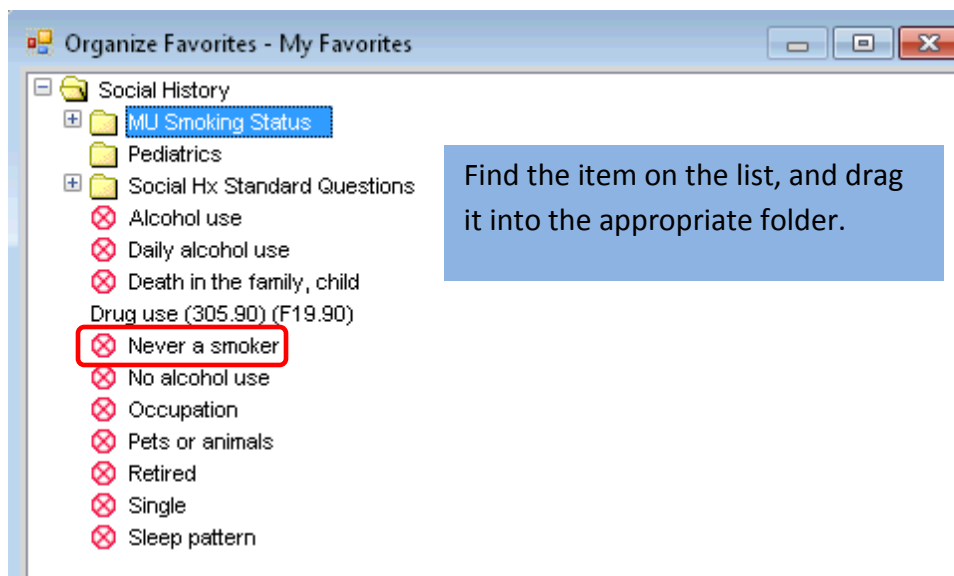 Organize Favorites - My Favorites
Social History
MU Smoking Status
Pediatrics
Social Hx Standard Questions
Find the item on the list, and drag
it into the appropriate folder.
Alcohol use
Daily alcohol use
Death in the family, child
Drug use (305.90) (F19.90)
Never a smoker
No alcohol use
Occupation
Pets or animals
Retired
Single
Sleep pattern